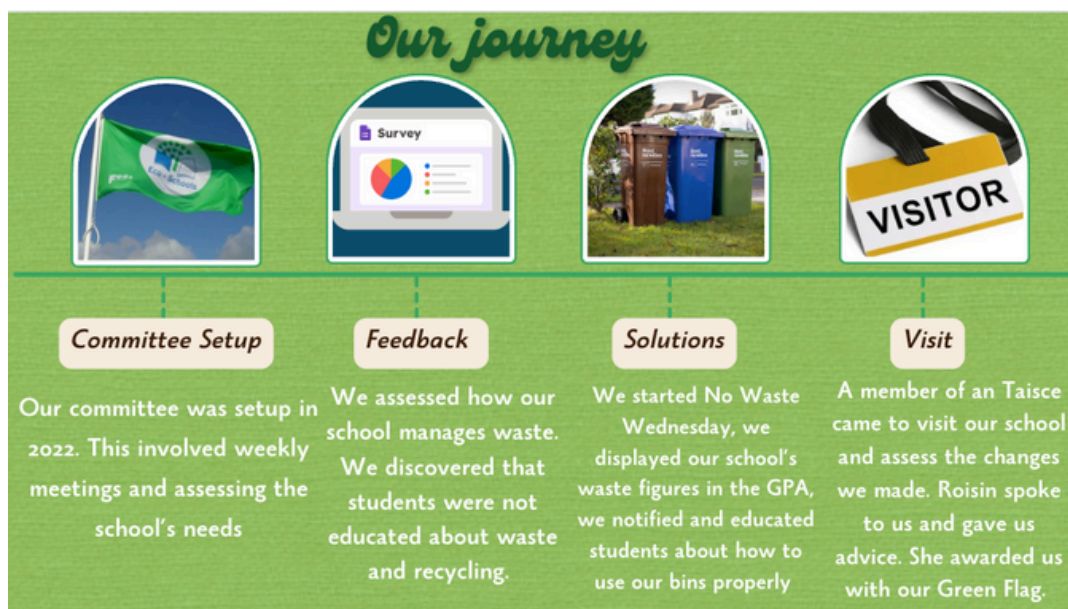 Our journey
Eco-Schools
Survey
VISITOR
Committee Setup
Our committee was setup in
2022. This involved weekly
meetings and assessing the
school's needs
Feedback
We assessed how our
school manages waste.
We discovered that
students were not
educated about waste
and recycling.
Solutions
We started No Waste
Wednesday, we
displayed our school's
waste figures in the GPA,
we notified and educated
students about how to
use our bins properly
Visit
A member of an Taisce
came to visit our school
and assess the changes
we made. Roisin spoke
to us and gave us
advice. She awarded us
with our Green Flag.